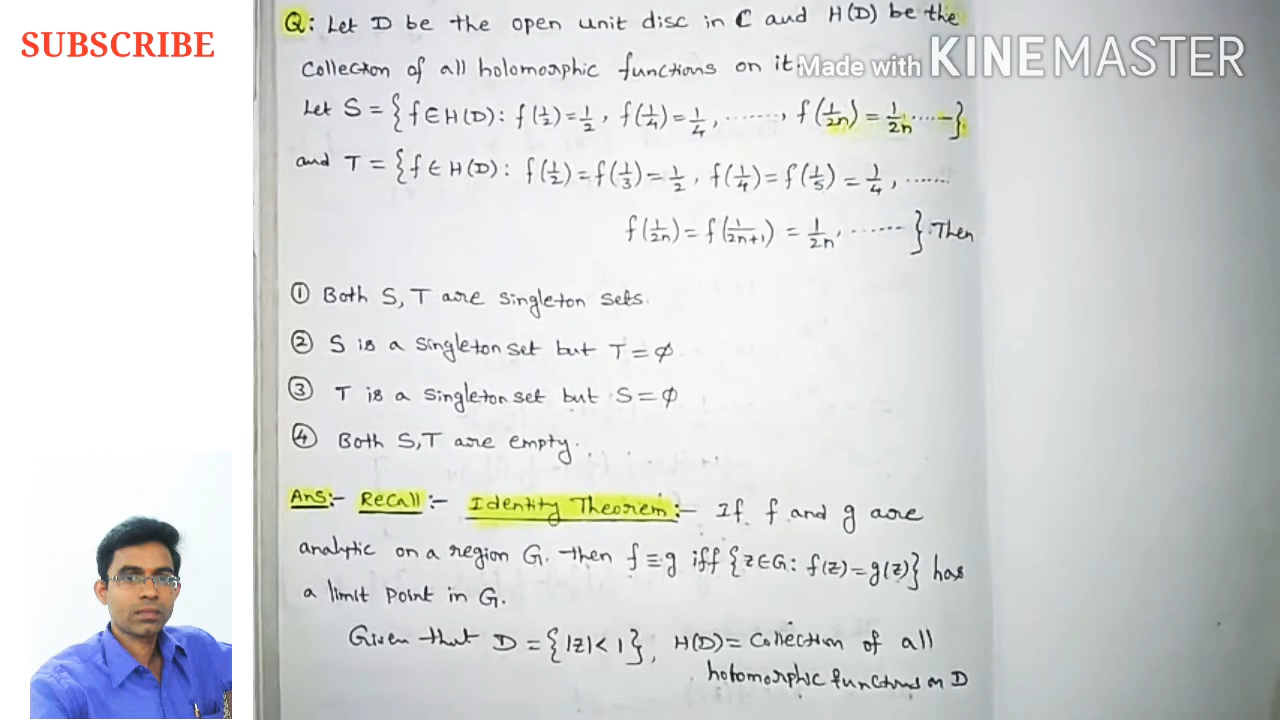 SUBSCRIBE
Q: Let D be the open unit disc in ℂ and H(D) be the
Collection of all holomorphic functions on it.
Made with KINEMASTER
Let S = {f∈H(D): f(1/2)=1/2, f(1/4)=1/4, ......., f(1/2n)=1/2n ......}
and T = {f∈H(D): f(1/2)=f(1/3)=1/2, f(1/4)=f(1/5)=1/4, ......
f(1/2n)=f(1/2n+1)=1/2n, ...... }. Then
① Both S, T are singleton sets.
② S is a singleton set but T=ϕ
③ T is a singleton set but S=ϕ
④ Both S,T are empty.
Ans:- Recall:- Identity Theorem:- If f and g are
analytic on a region G. then f≡g iff {z∈G: f(z)=g(z)} has
a limit point in G.
Given that D = {|z|<1}, H(D)= Collection of all
holomorphic functions on D